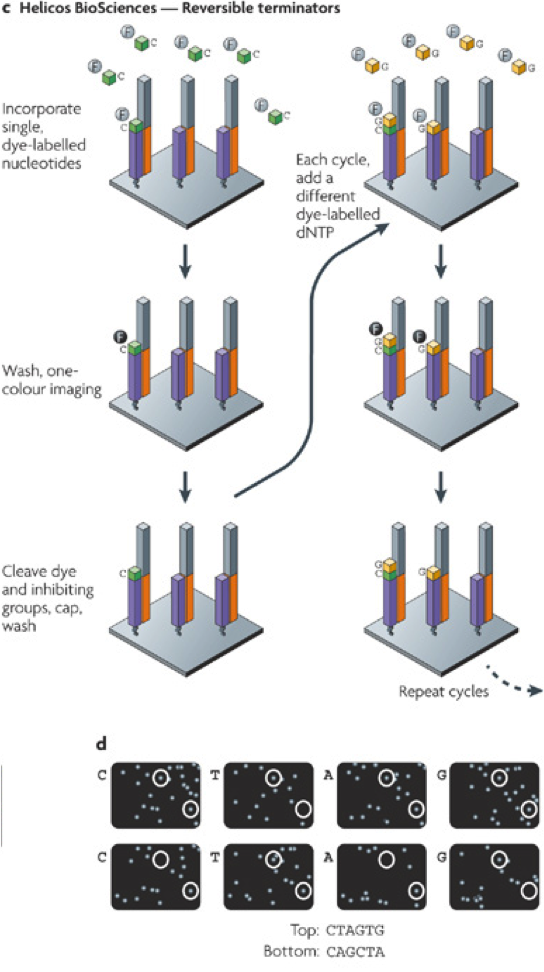 c Helicos BioSciences — Reversible terminators
F
F
F
F
C
C
C
C
F
C
F
C
Incorporate
single,
dye-labelled
nucleotides
F
F
F
F
G
G
G
G
F
G
C
F
G
Each cycle,
add a
different
dye-labelled
dNTP
F
C
Wash, one-
colour imaging
F
G
C
F
G
C
Cleave dye
and inhibiting
groups, cap,
wash
G
C
G
Repeat cycles
d
C T A G
C T A G
Top: CTAGTG
Bottom: CAGCTA